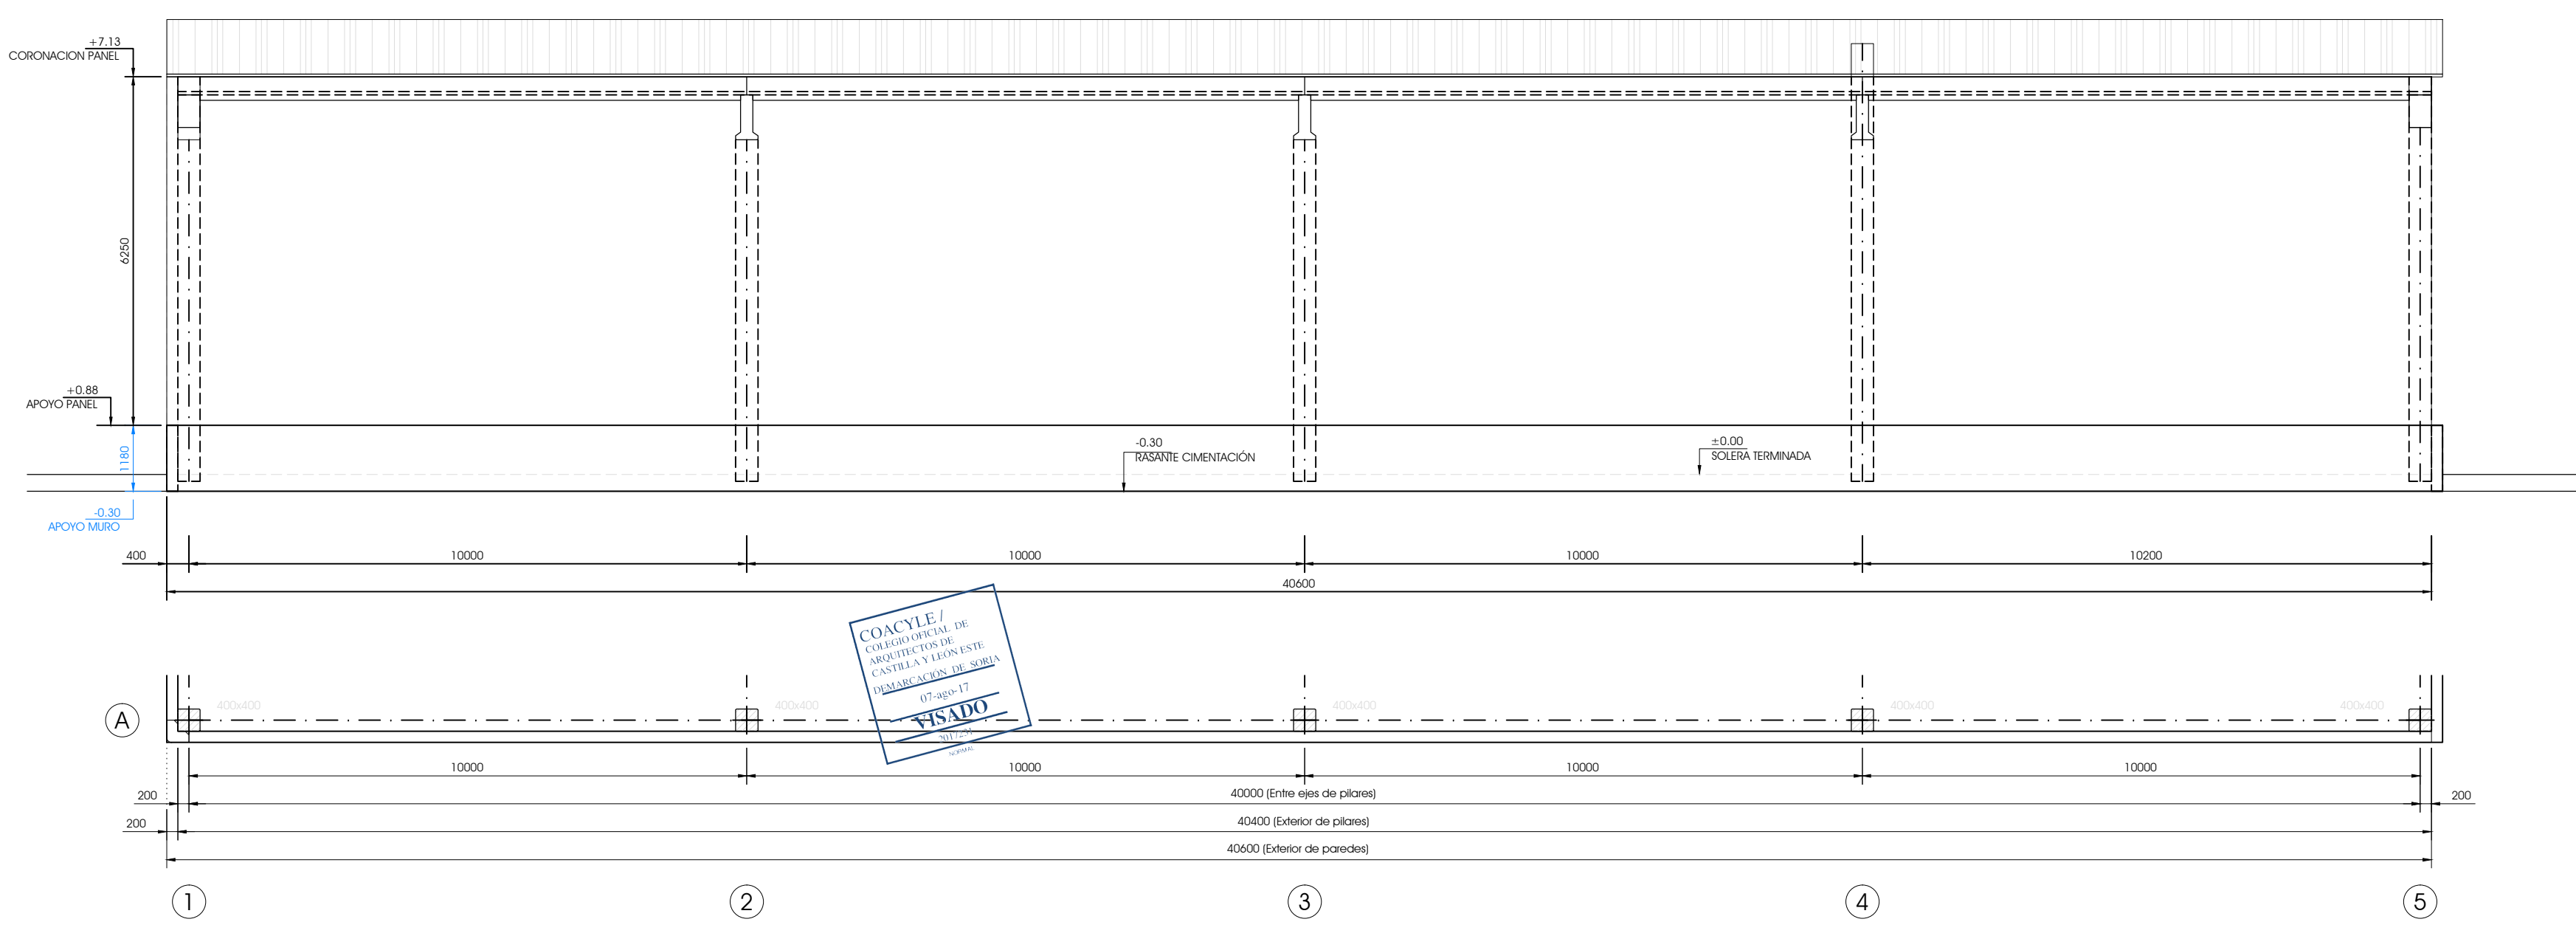 +7.13
CORONACION PANEL
6250
+0.88
APOYO PANEL
1180
-0.30
APOYO MURO
-0.30
RASANTE CIMENTACIÓN
±0.00
SOLERA TERMINADA
400
10000
10000
10000
10200
40600
COACYLE /
COLEGIO OFICIAL DE
ARQUITECTOS DE
CASTILLA Y LEÓN ESTE
DEMARCACIÓN DE SORIA
07-ago-17
VISADO
NORMAL
A
400x400
400x400
400x400
400x400
400x400
10000
10000
10000
10000
200
40000 (Entre ejes de pilares)
200
200
40400 (Exterior de pilares)
40600 (Exterior de paredes)
1
2
3
4
5